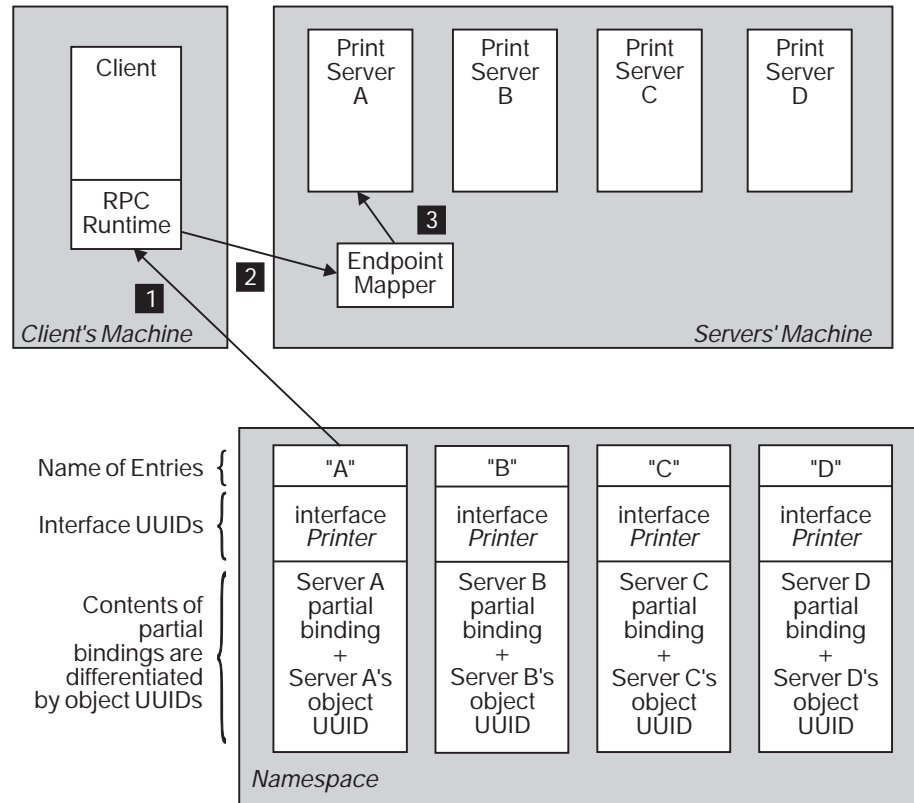 Client
RPC
Runtime
1
2
Client's Machine
Print
Server
A
Print
Server
B
Print
Server
C
Print
Server
D
3
Endpoint
Mapper
Servers' Machine
Name of Entries
"A"
"B"
"C"
"D"
Interface UUIDs
interface
Printer
interface
Printer
interface
Printer
interface
Printer
Contents of
partial
bindings are
differentiated
by object UUIDs
Server A
partial
binding
+
Server A's
object
UUID
Server B
partial
binding
+
Server B's
object
UUID
Server C
partial
binding
+
Server C's
object
UUID
Server D
partial
binding
+
Server D's
object
UUID
Namespace